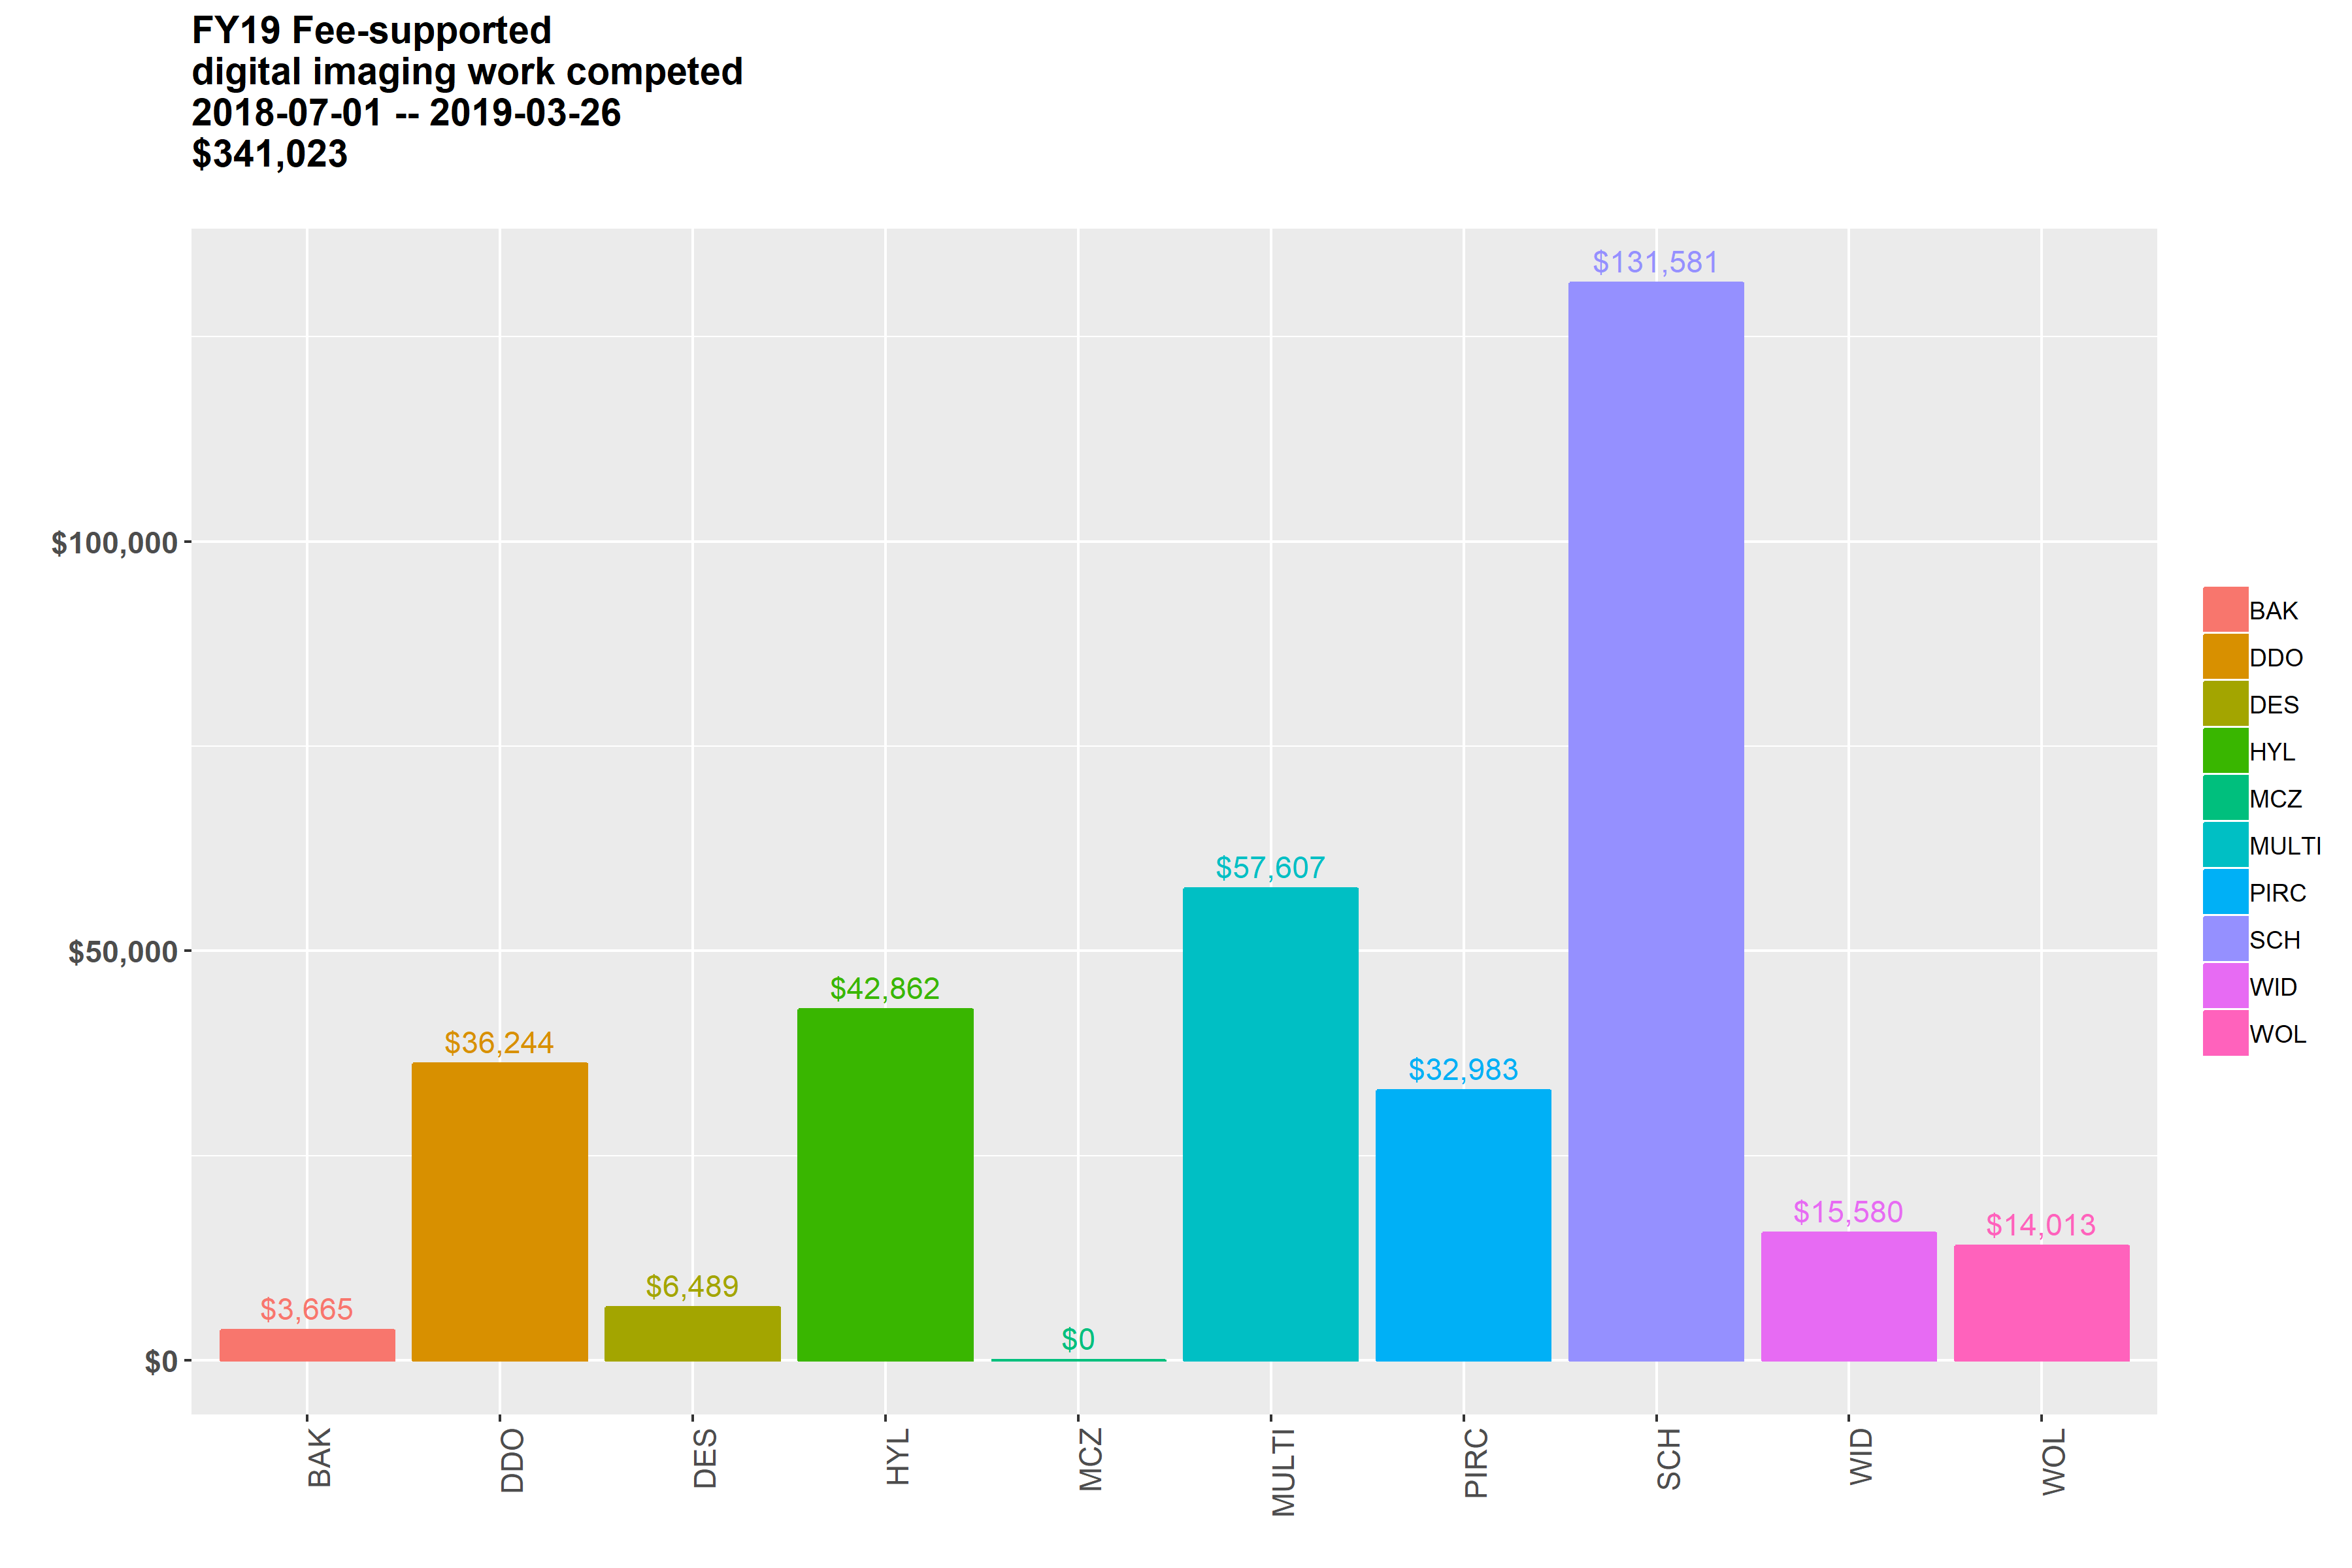 FY19 Fee-supported
digital imaging work competed
2018-07-01 -- 2019-03-26
$341,023
$131,581
$100,000
$57,607
$50,000
$42,862
$36,244
$32,983
$15,580
$14,013
$6,489
$3,665
$0
$0
BAK
DDO
DES
HYL
MCZ
MULTI
PIRC
SCH
WID
WOL
BAK
DDO
DES
HYL
MCZ
MULTI
PIRC
SCH
WID
WOL